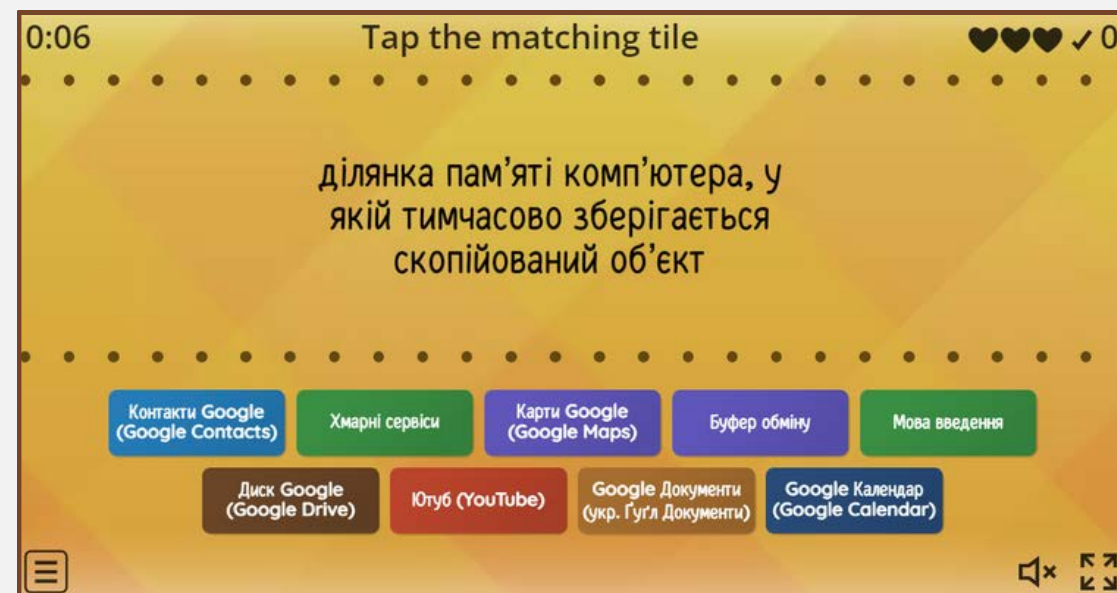 0:06
Tap the matching tile
✓ 0
ділянка пам’яті комп’ютера, у
якій тимчасово зберігається
скопійований об’єкт
Контакти Google
(Google Contacts)
Хмарні сервіси
Карти Google
(Google Maps)
Буфер обміну
Мова введення
Диск Google
(Google Drive)
Ютуб (YouTube)
Google Документи
(укр. Ґуґл Документи)
Google Календар
(Google Calendar)